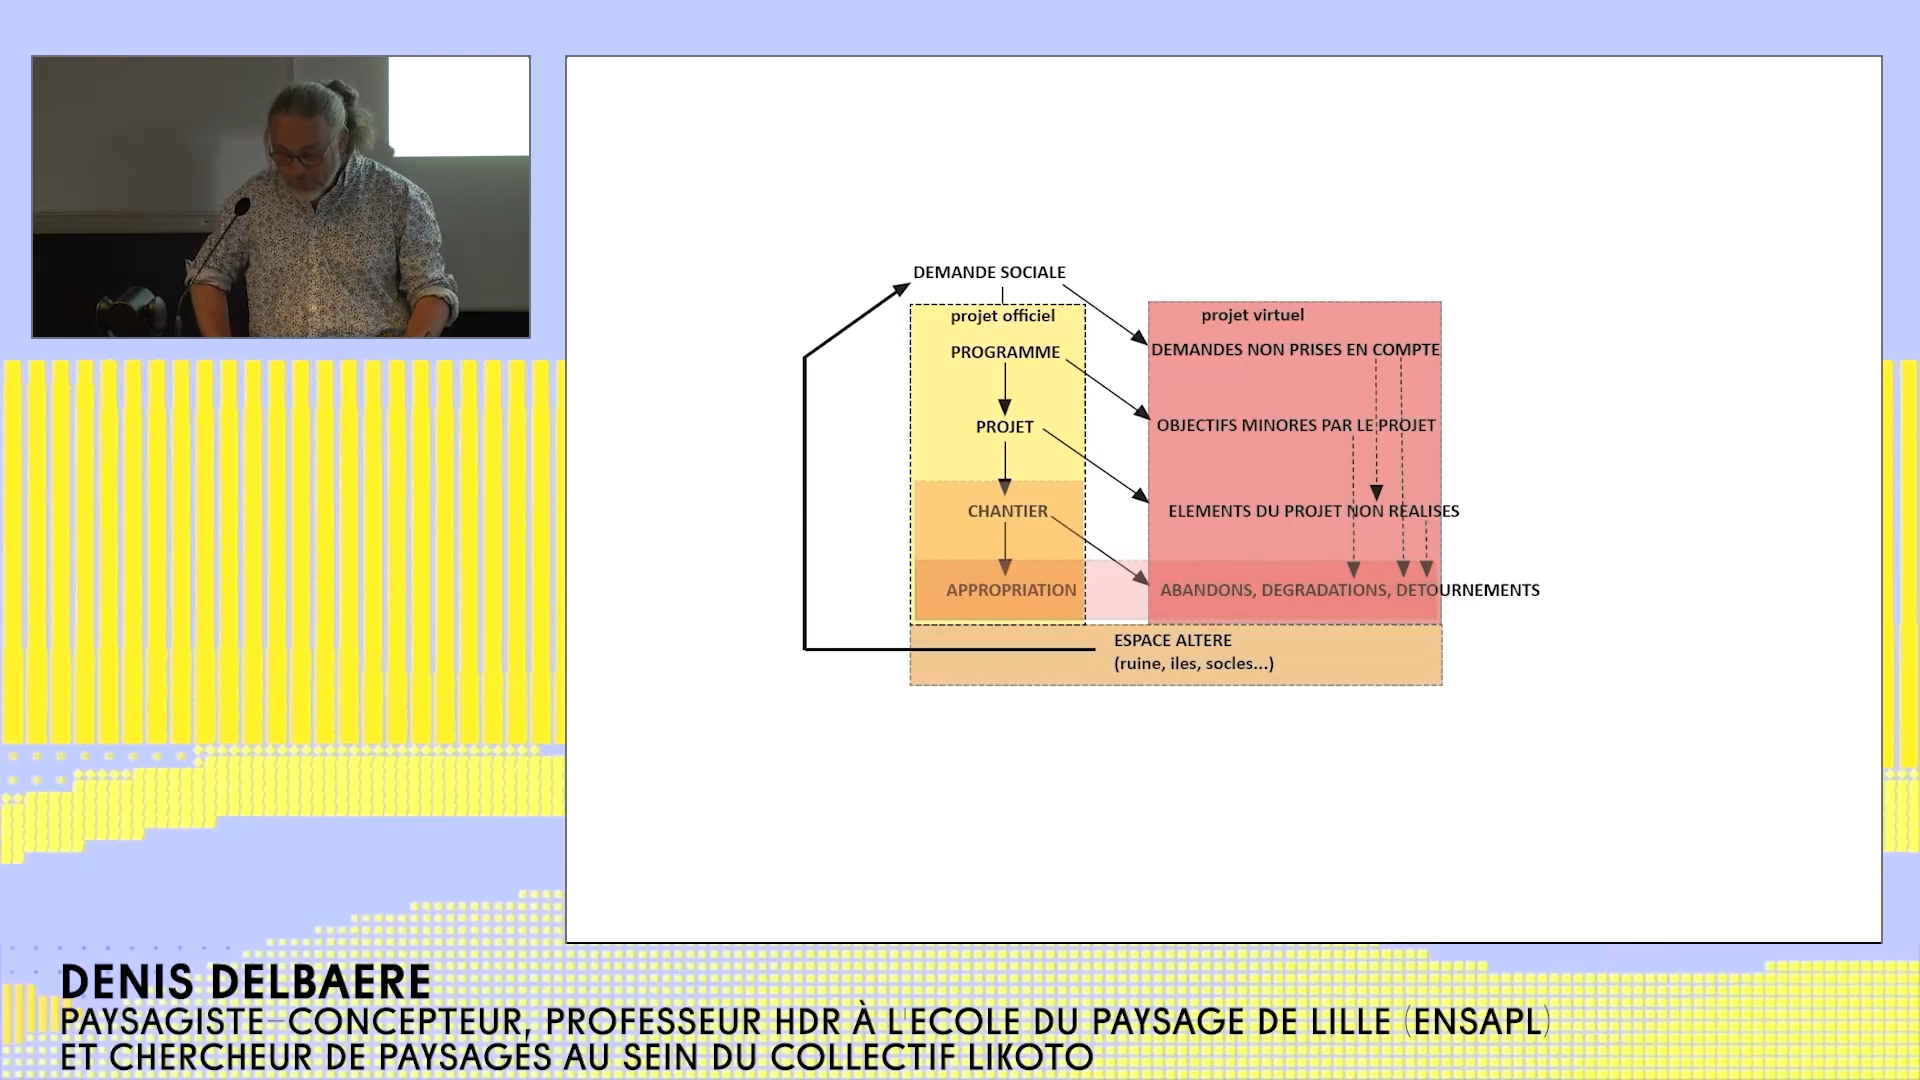 DEMANDE SOCIALE
projet officiel
projet virtuel
PROGRAMME
DEMANDES NON PRISES EN COMPTE
PROJET
OBJECTIFS MINORES PAR LE PROJET
CHANTIER
ELEMENTS DU PROJET NON REALISES
APPROPRIATION
ABANDONS, DEGRADATIONS, DETOURNEMENTS
ESPACE ALTERE
(ruine, iles, socles...)
DENIS DELBAERE
PAYSAGISTE-CONCEPTEUR, PROFESSEUR HDR À L'ECOLE DU PAYSAGE DE LILLE (ENSAPL)
ET CHERCHEUR DE PAYSAGES AU SEIN DU COLLECTIF LIKOTO